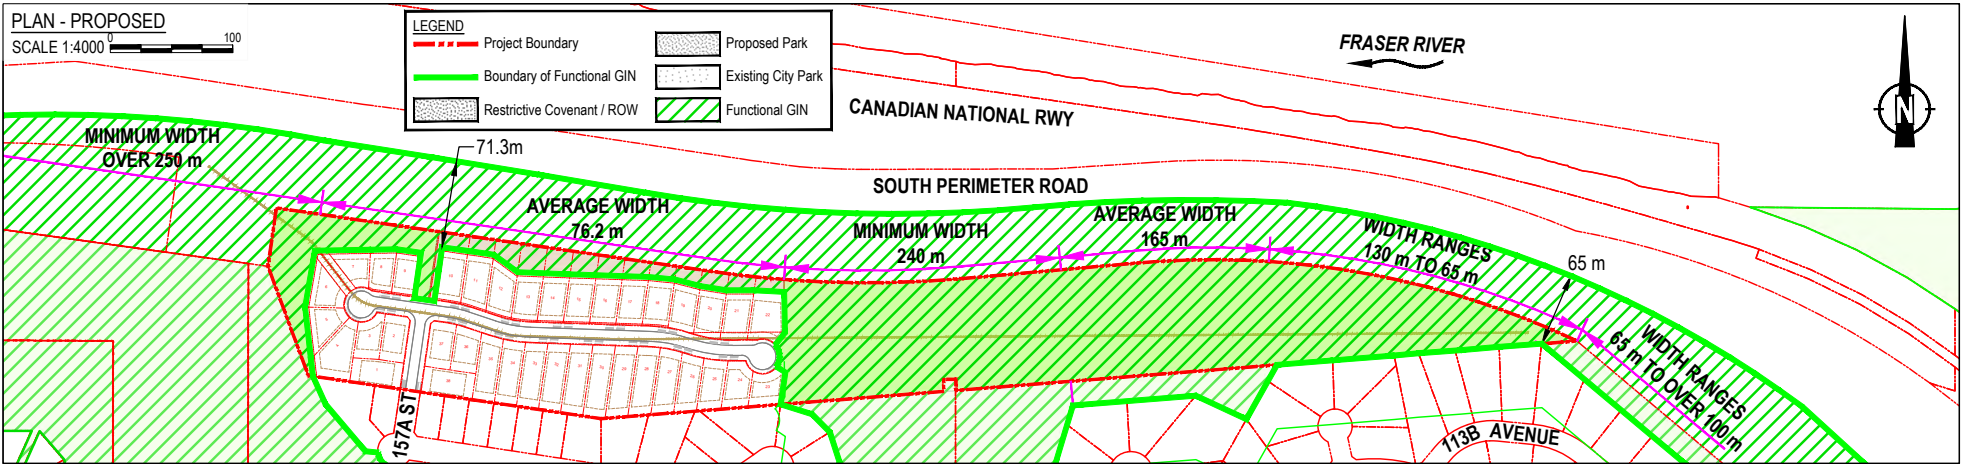 PLAN - PROPOSED
SCALE 1:4000
0
100
LEGEND
Project Boundary
Boundary of Functional GIN
Restrictive Covenant / ROW
Proposed Park
Existing City Park
Functional GIN
FRASER RIVER
N
CANADIAN NATIONAL RWY
SOUTH PERIMETER ROAD
MINIMUM WIDTH
OVER 250 m
71.3m
AVERAGE WIDTH
76.2 m
MINIMUM WIDTH
240 m
AVERAGE WIDTH
165 m
WIDTH RANGES
130 m TO 65 m
65 m
WIDTH RANGES
65 m TO OVER 100 m
157A ST
113B AVENUE